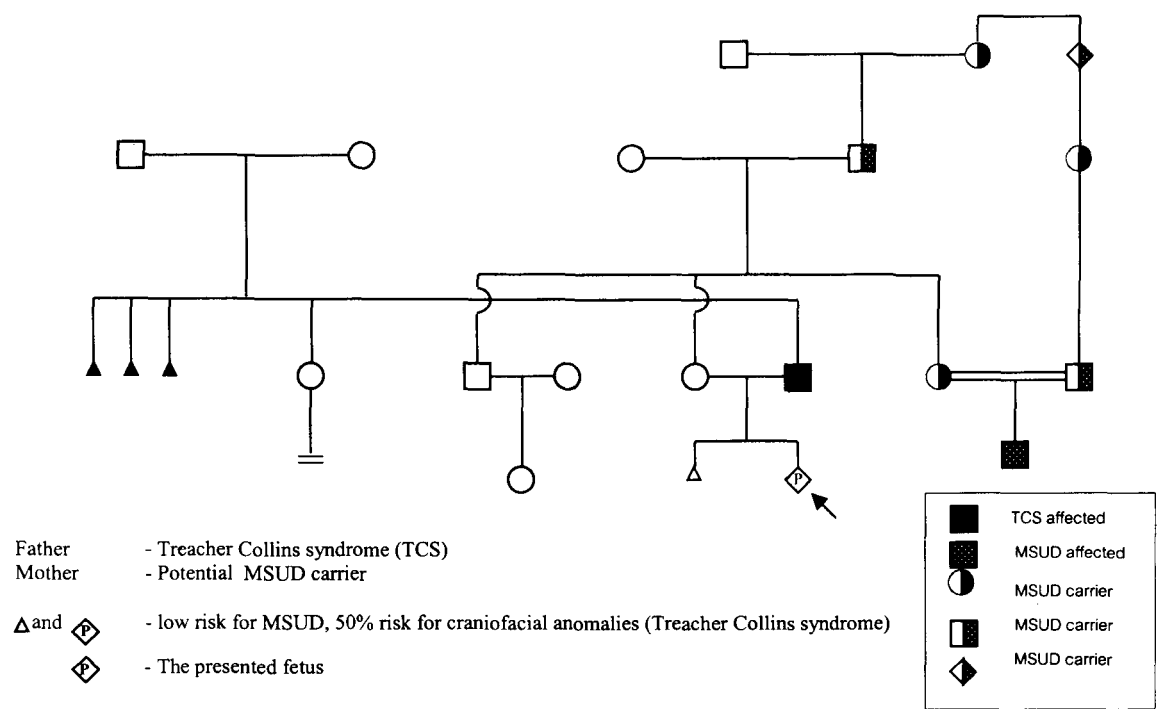 P
Father - Treacher Collins syndrome (TCS)
Mother - Potential MSUD carrier
and P - low risk for MSUD, 50% risk for craniofacial anomalies (Treacher Collins syndrome)
P - The presented fetus
TCS affected
MSUD affected
MSUD carrier
MSUD carrier
MSUD carrier